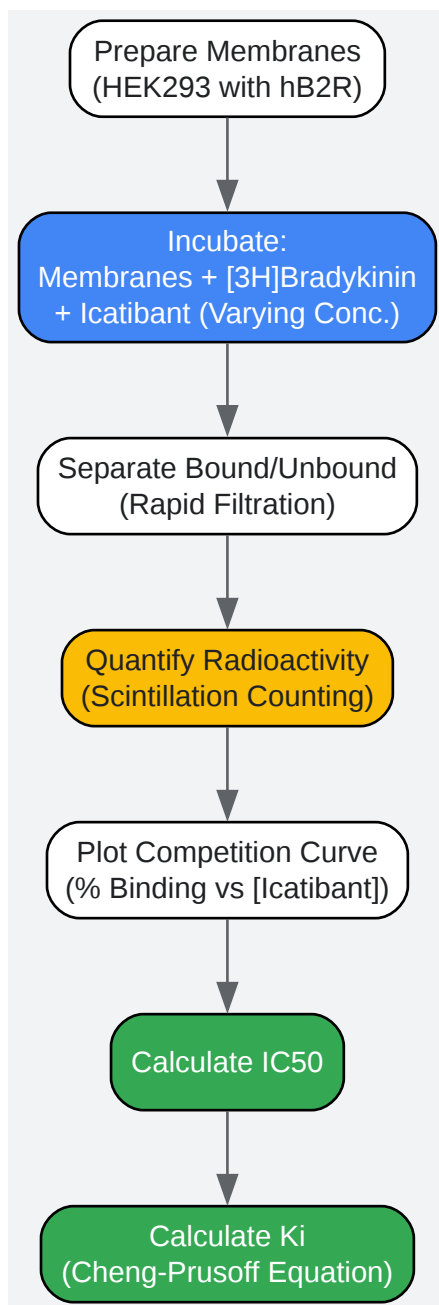 Prepare Membranes
(HEK293 with hB2R)
Incubate:
Membranes + [3H]Bradykinin
+ Icatibant (Varying Conc.)
Separate Bound/Unbound
(Rapid Filtration)
Quantify Radioactivity
(Scintillation Counting)
Plot Competition Curve
(% Binding vs [Icatibant])
Calculate IC50
Calculate Ki
(Cheng-Prusoff Equation)